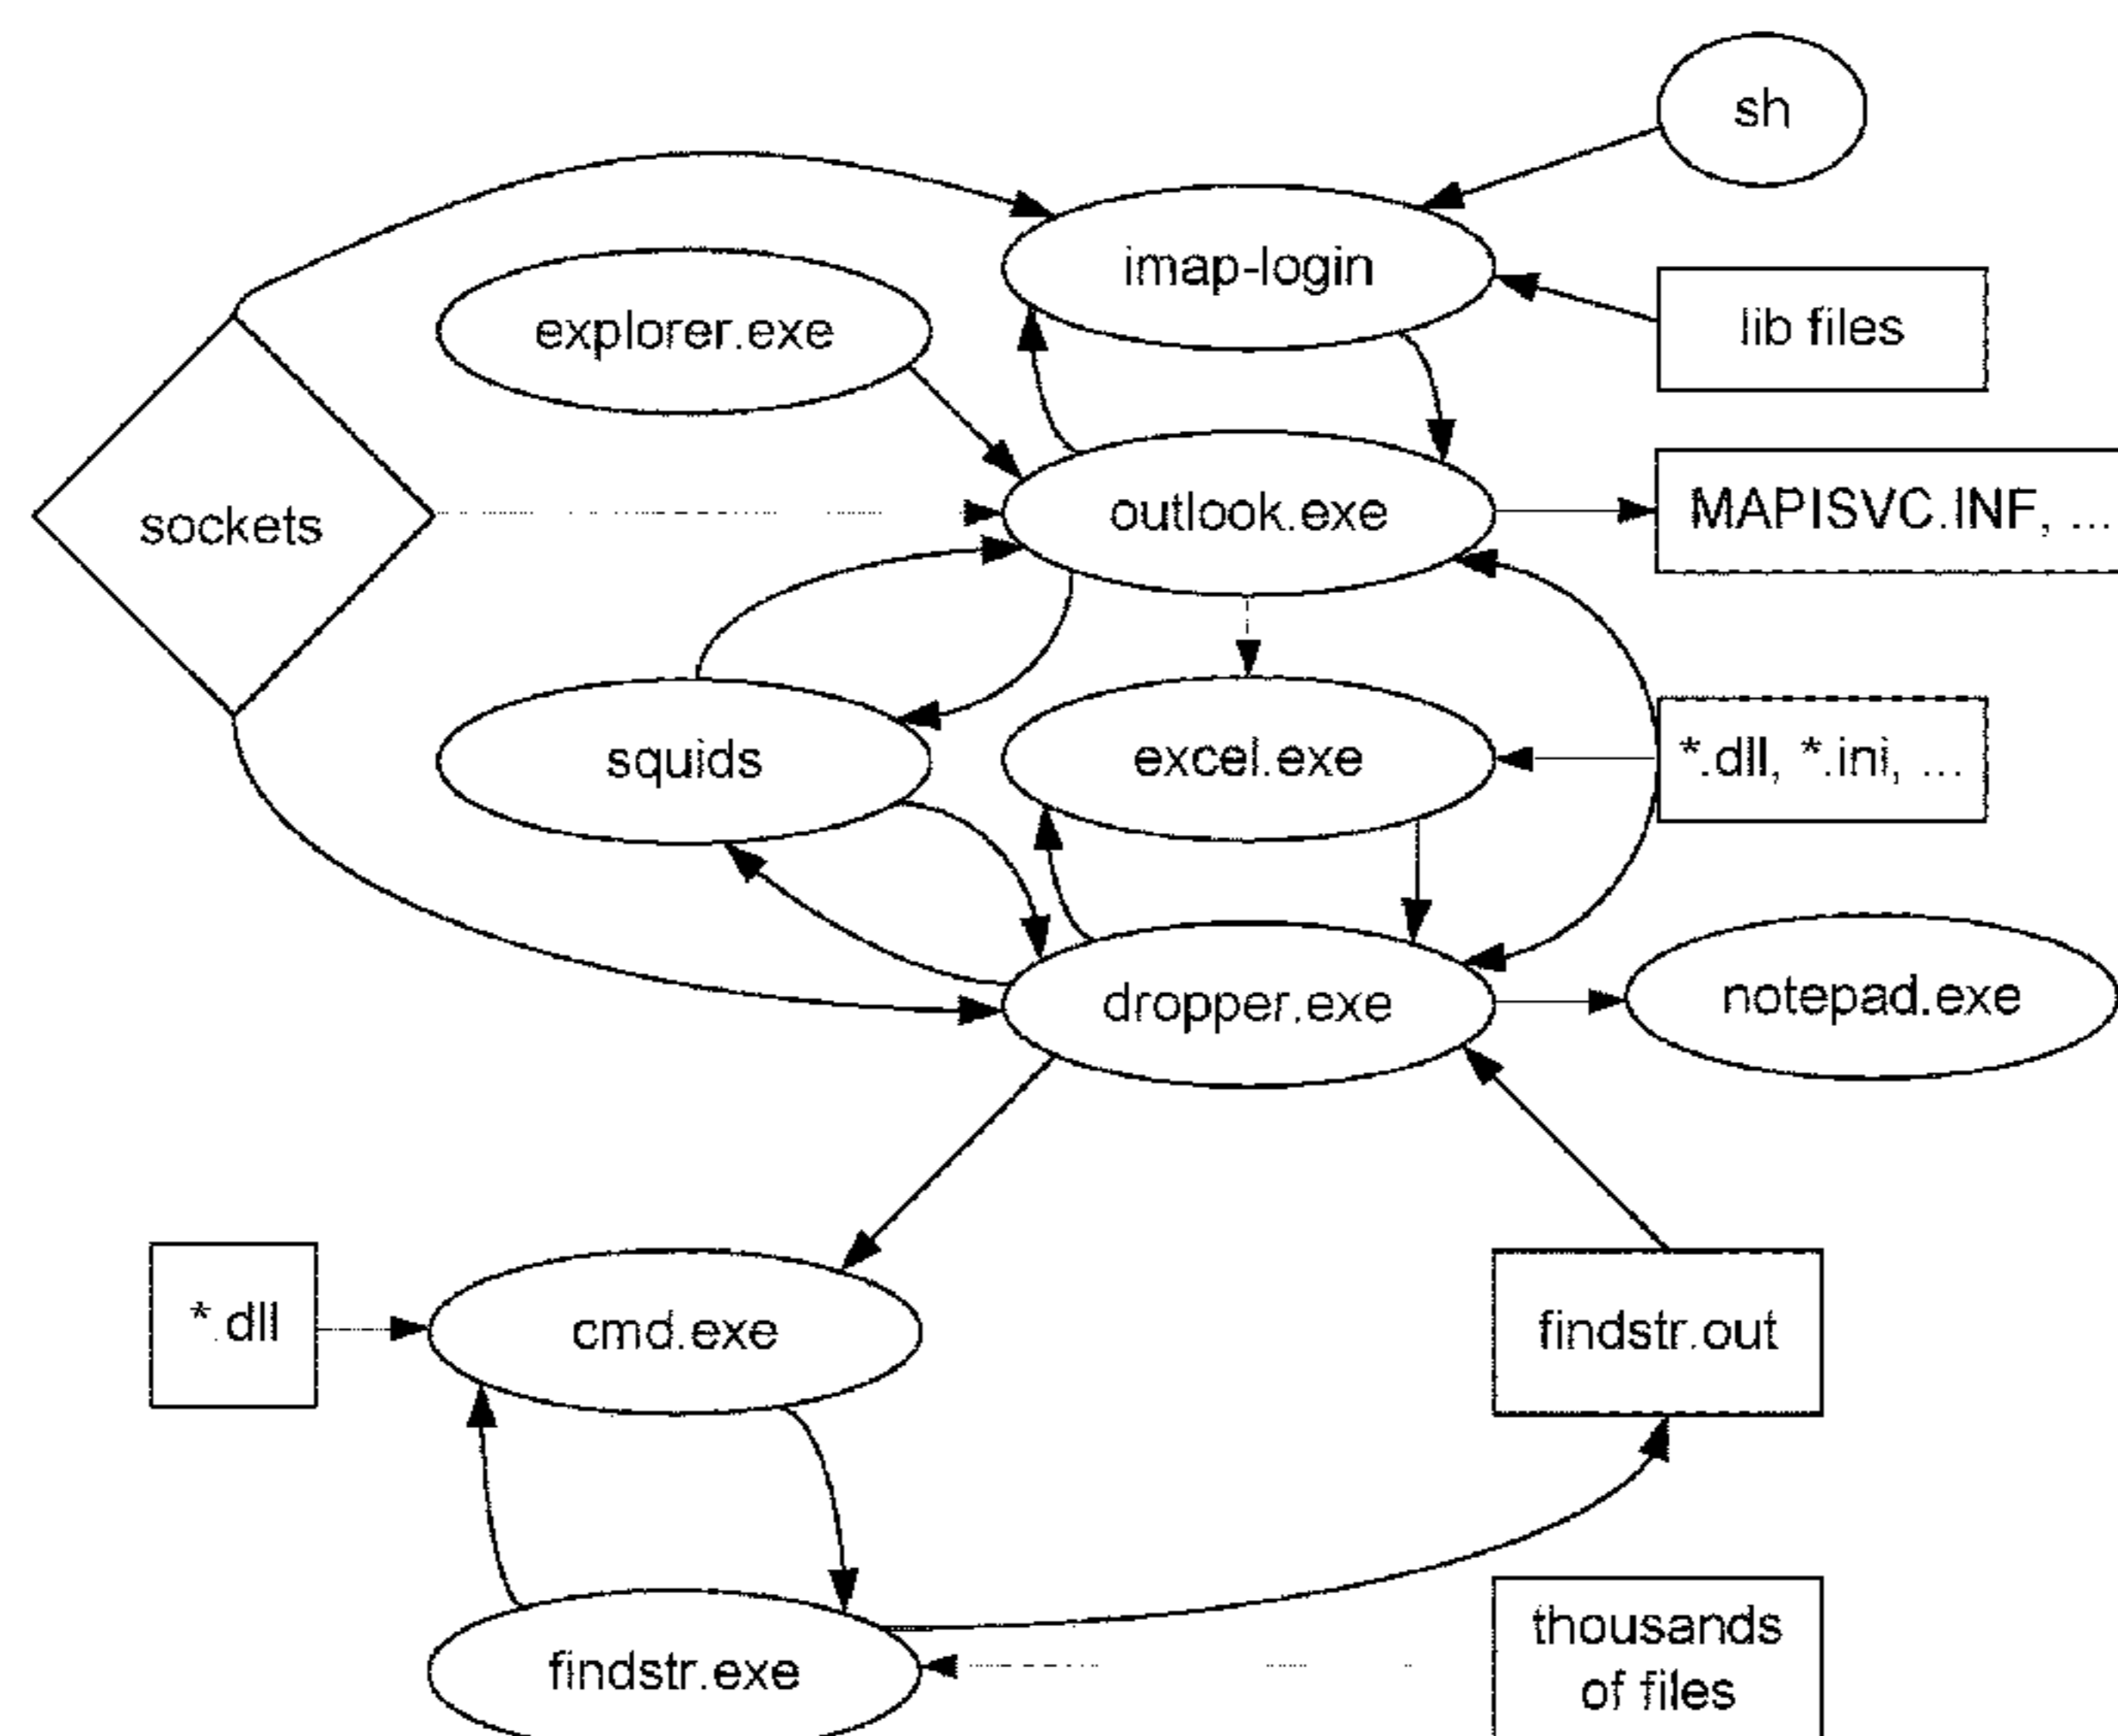 sh
imap-login
explorer.exe
lib files
sockets
outlook.exe
MAPISVC.INF, ...
squids
excel.exe
*.dll, *.ini, ...
dropper.exe
notepad.exe
*.dll
cmd.exe
findstr.out
findstr.exe
thousands
of files